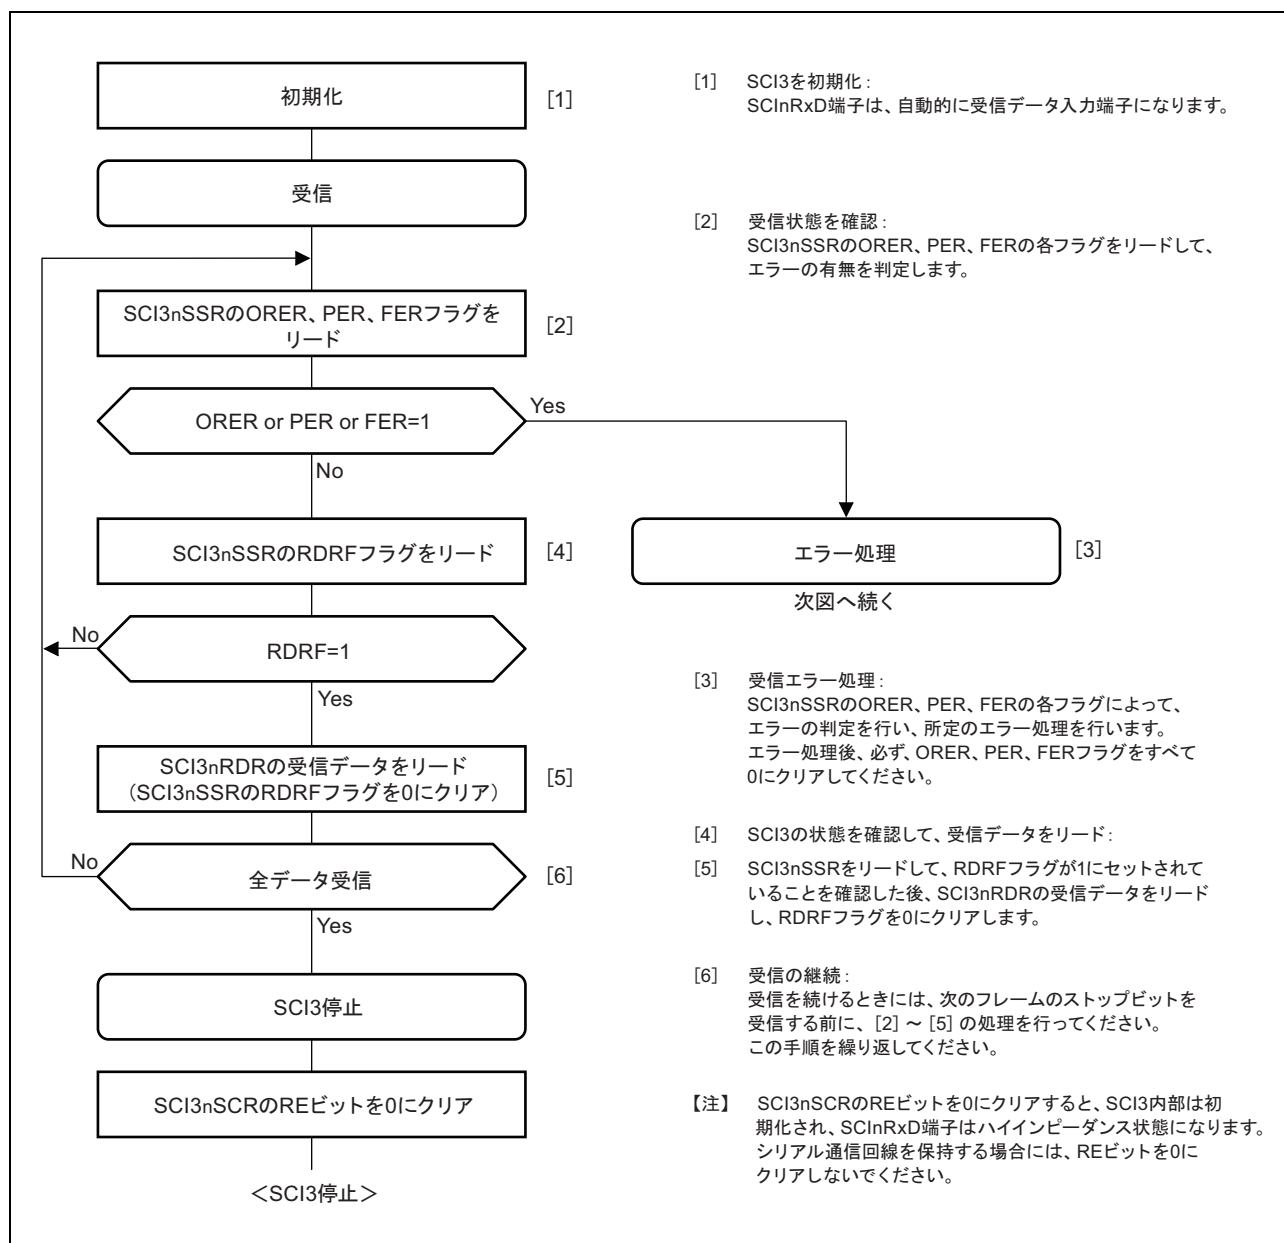 初期化
[1]
受信
SCI3nSSRのORER、PER、FERフラグを
リード
[2]
ORER or PER or FER=1
Yes
No
SCI3nSSRのRDRFフラグをリード
[4]
エラー処理
[3]
次図へ続く
RDRF=1
No
Yes
SCI3nRDRの受信データをリード
（SCI3nSSRのRDRFフラグを0にクリア）
[5]
全データ受信
[6]
No
Yes
SCI3停止
SCI3nSCRのREビットを0にクリア
＜SCI3停止＞
[1] SCI3を初期化：
SCInRxD端子は、自動的に受信データ入力端子になります。
[2] 受信状態を確認：
SCI3nSSRのORER、PER、FERの各フラグをリードして、
エラーの有無を判定します。
[3] 受信エラー処理：
SCI3nSSRのORER、PER、FERの各フラグによって、
エラーの判定を行い、所定のエラー処理を行います。
エラー処理後、必ず、ORER、PER、FERフラグをすべて
0にクリアしてください。
[4] SCI3の状態を確認して、受信データをリード：
[5] SCI3nSSRをリードして、RDRFフラグが1にセットされて
いることを確認した後、SCI3nRDRの受信データをリード
し、RDRFフラグを0にクリアします。
[6] 受信の継続：
受信を続けるときには、次のフレームのストップビットを
受信する前に、[2] ～ [5] の処理を行ってください。
この手順を繰り返してください。
【注】 SCI3nSCRのREビットを0にクリアすると、SCI3内部は初
期化され、SCInRxD端子はハイインピーダンス状態になります。
シリアル通信回線を保持する場合には、REビットを0に
クリアしないでください。